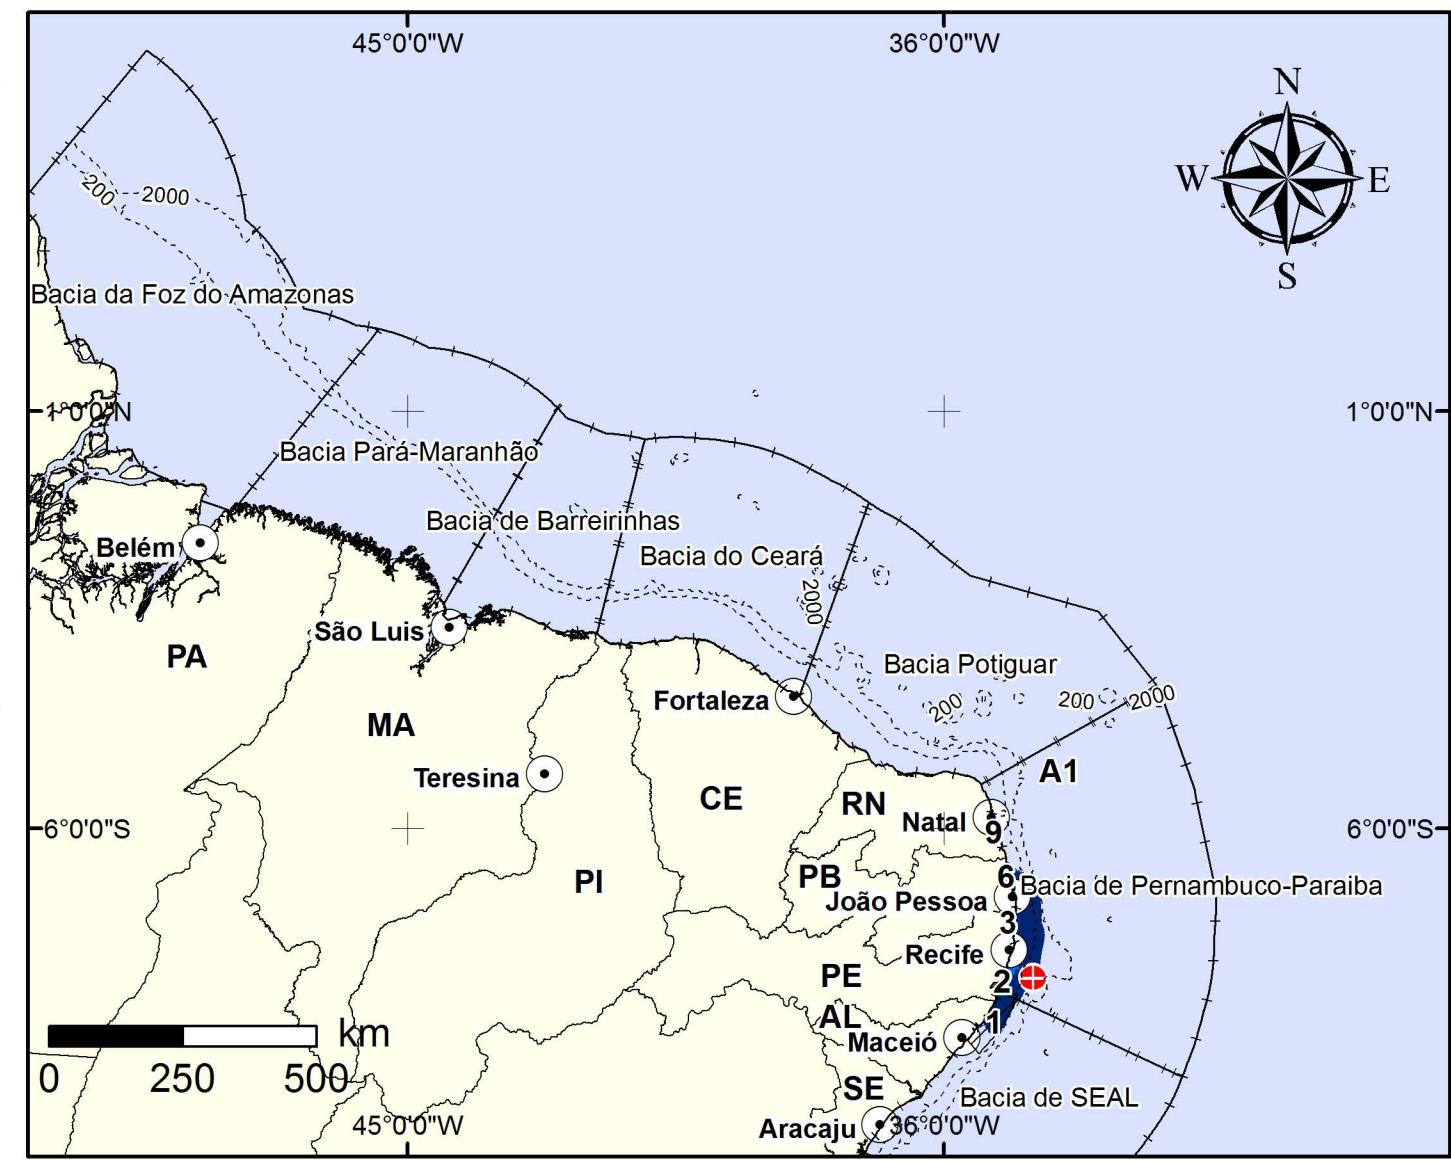 45°0'0"W
36°0'0"W
N
W
E
S
200
2000
Bacia da Foz do Amazonas
1°0'0"N
1°0'0"N
Bacia Pará-Maranhão
Bacia de Barreirinhas
Belém
Bacia do Ceará
2000
São Luis
PA
Bacia Potiguar
Fortaleza
200
200
2000
MA
Teresina
A1
CE
RN
Natal
9
6°0'0"S
6°0'0"S
PI
PB
6
Bacia de Pernambuco-Paraiba
João Pessoa
3
Recife
PE
2
AL
1
Maceió
km
0
250
500
SE
Bacia de SEAL
45°0'0"W
Aracaju
36°0'0"W